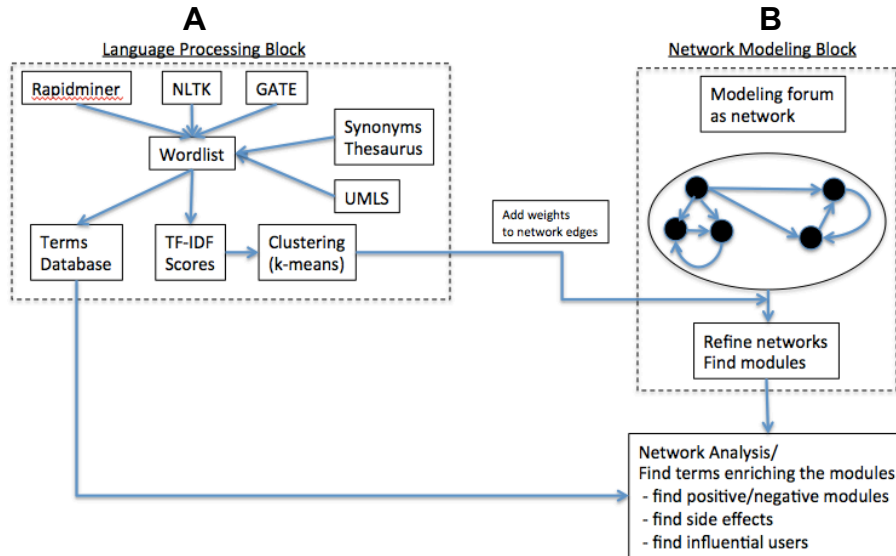 A
Language Processing Block
Rapidminer
NLTK
GATE
Synonyms
Thesaurus
Wordlist
UMLS
Terms
Database
TF-IDF
Scores
Clustering
(k-means)
Add weights
to network edges
B
Network Modeling Block
Modeling forum
as network
Refine networks
Find modules
Network Analysis/
Find terms enriching the modules
- find positive/negative modules
- find side effects
- find influential users